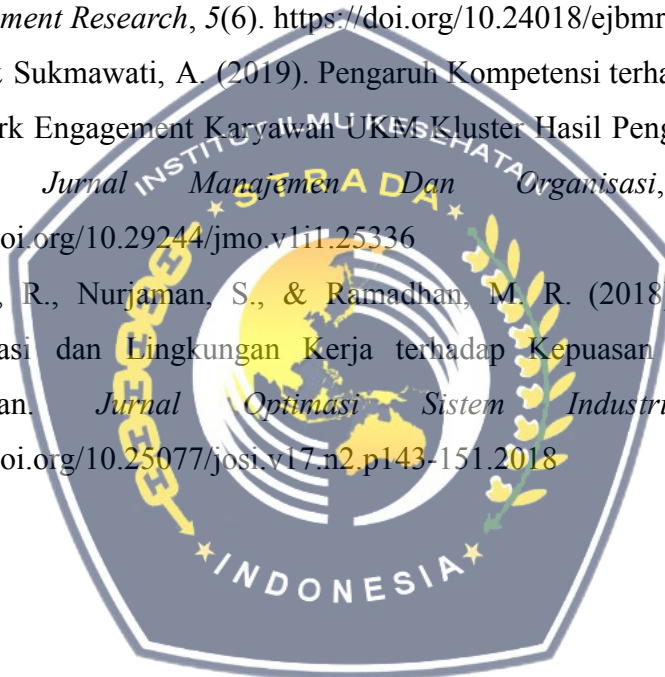 ment Research, 5(6). https://doi.org/10.24018/ejbmr
Sukmawati, A. (2019). Pengaruh Kompetensi terha
rk Engagement Karyawan UKM Kluster Hasil Peng
INSTITUT ILMU KESEHATAN
Jurnal Manajemen Dan Organisasi,
STRADA
oi.org/10.29244/jmo.v1i1.25336
, R., Nurjaman, S., & Ramadhan, M. R. (2018
asi dan Lingkungan Kerja terhadap Kepuasan
an. Jurnal Optimasi Sistem Industri
oi.org/10.25077/josi.v17.n2.p143-151.2018
INDONESIA